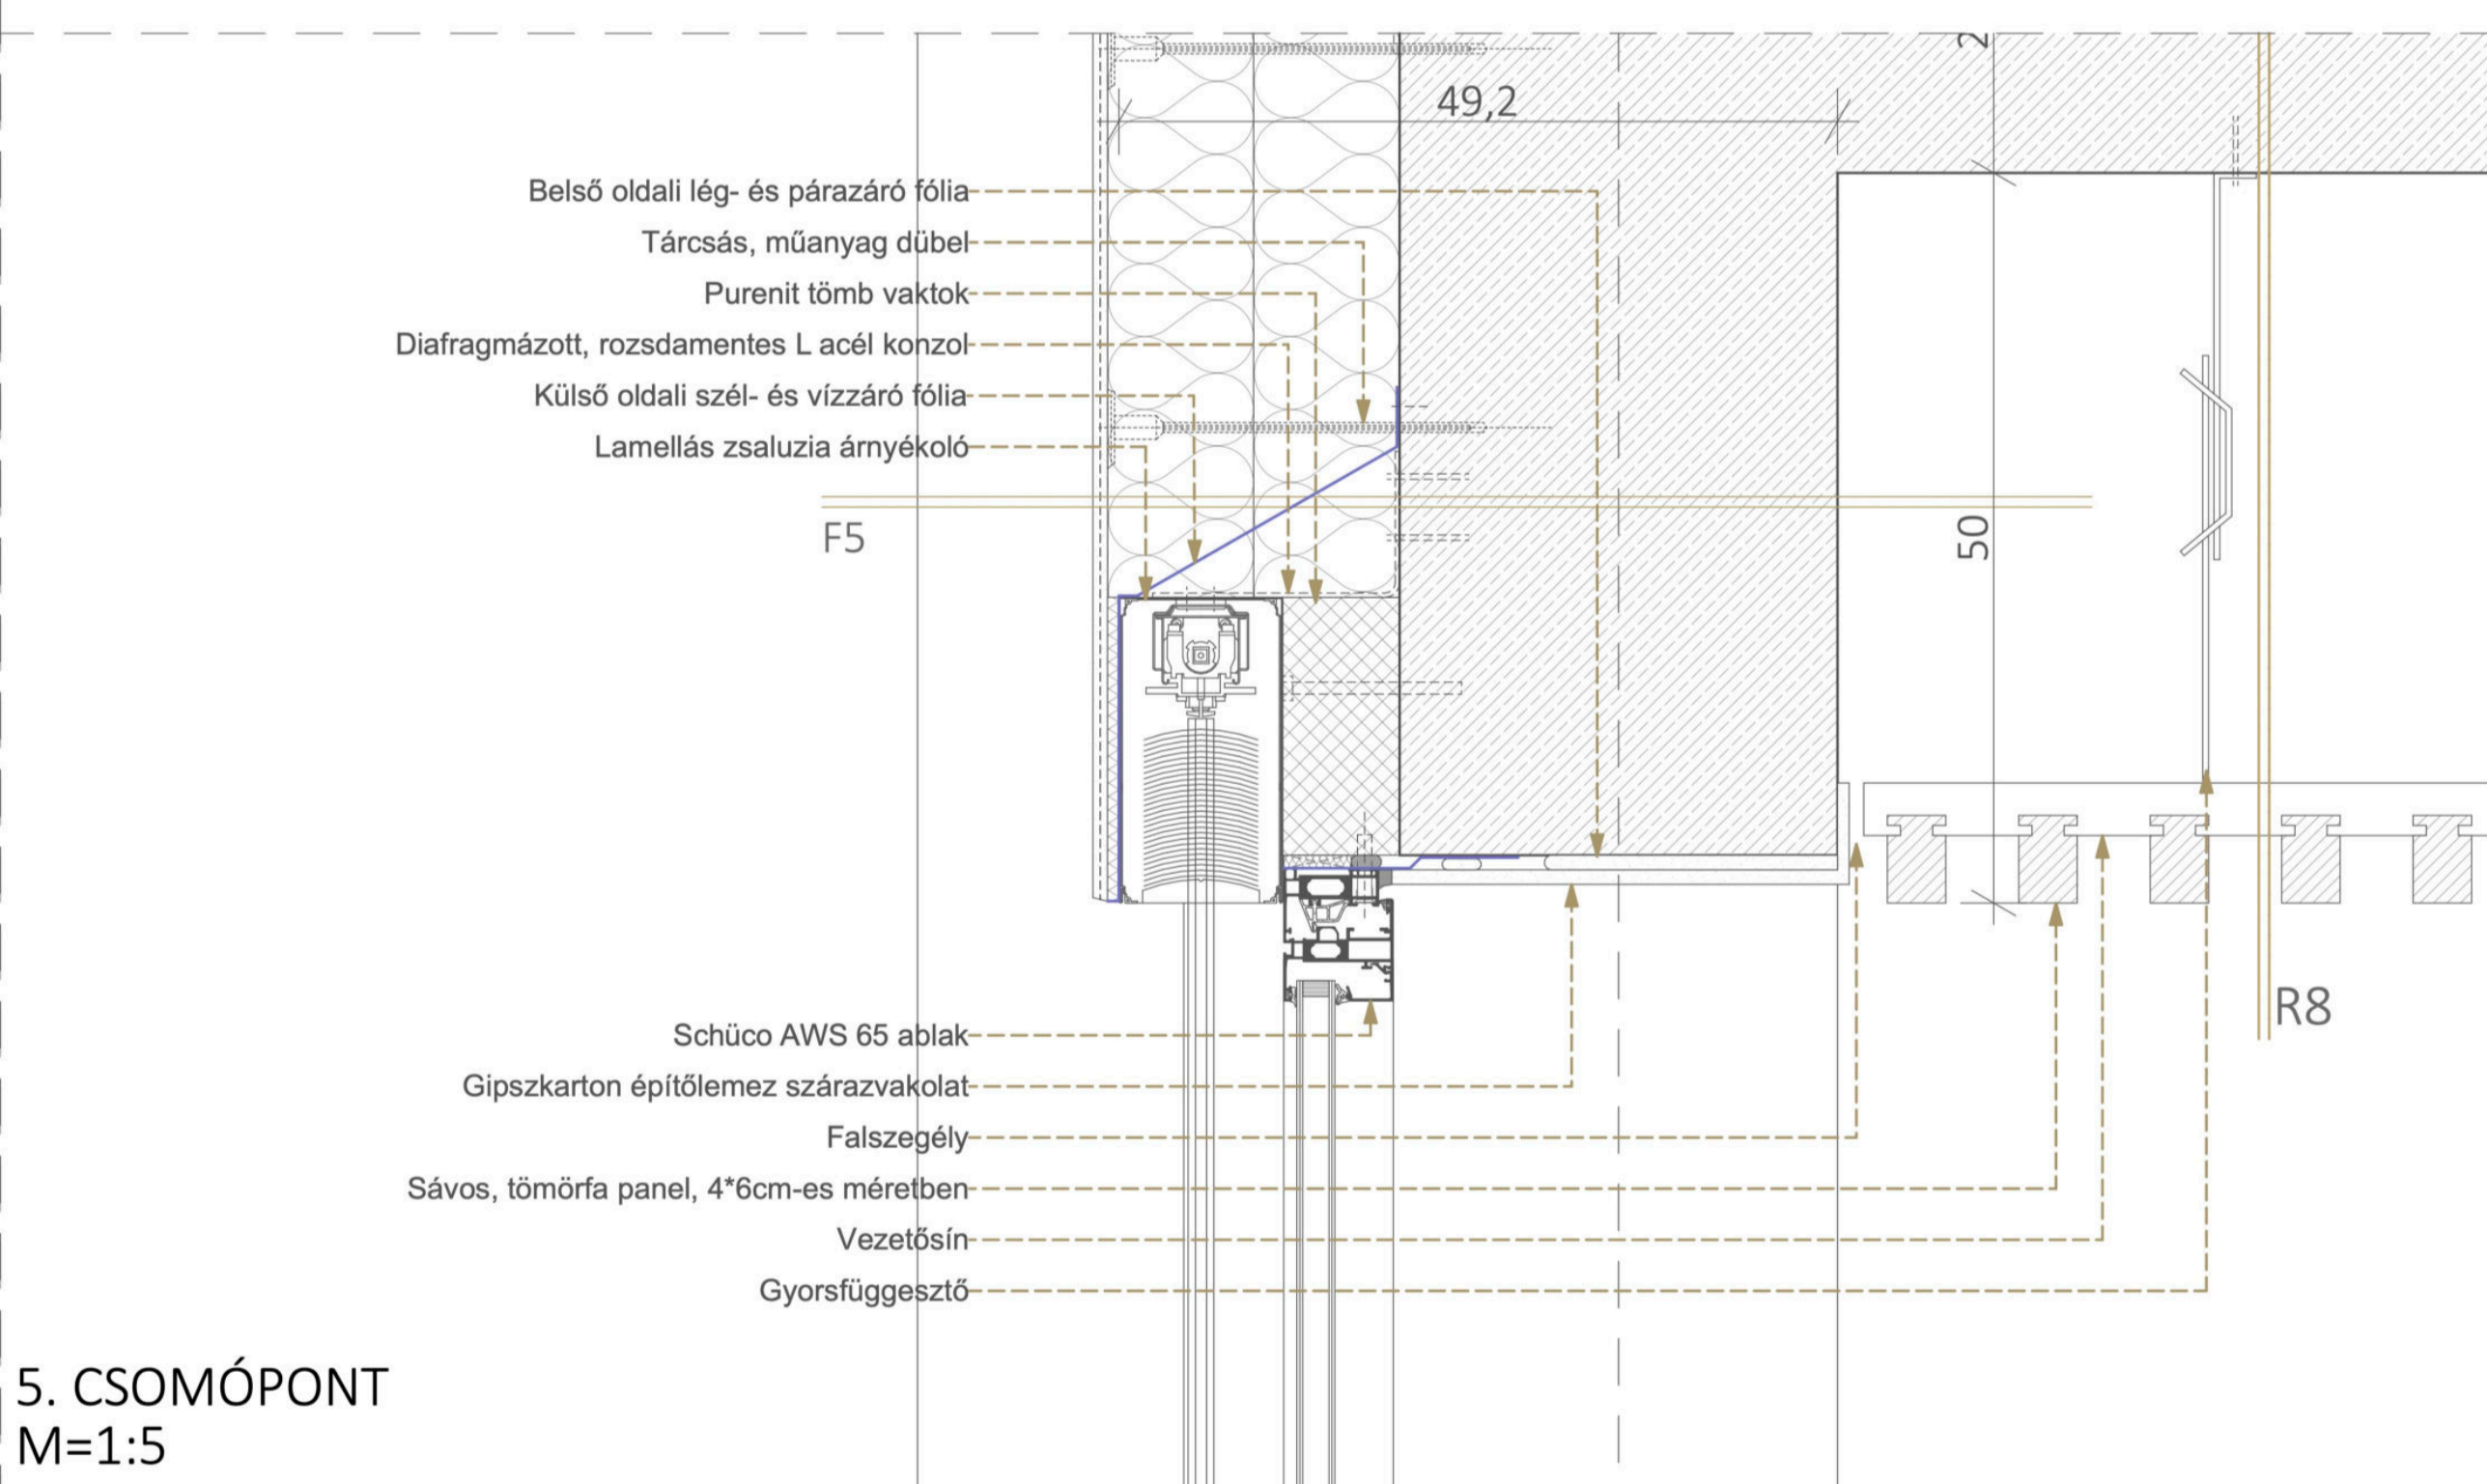 2
49,2
Belső oldali lég- és párazáró fólia
Tárcsás, műanyag dübel
Purenit tömb vaktok
Diafragmázott, rozsdamentes L acél konzol
Külső oldali szél- és vízzáró fólia
Lamellás zsaluzia árnyékoló
F5
50
R8
Schüco AWS 65 ablak
Gipszkarton építőlemez szárazvakolat
Falszegély
Sávos, tömörfa panel, 4*6cm-es méretben
Vezetősín
Gyorsfüggesztő
5. CSOMÓPONT
M=1:5